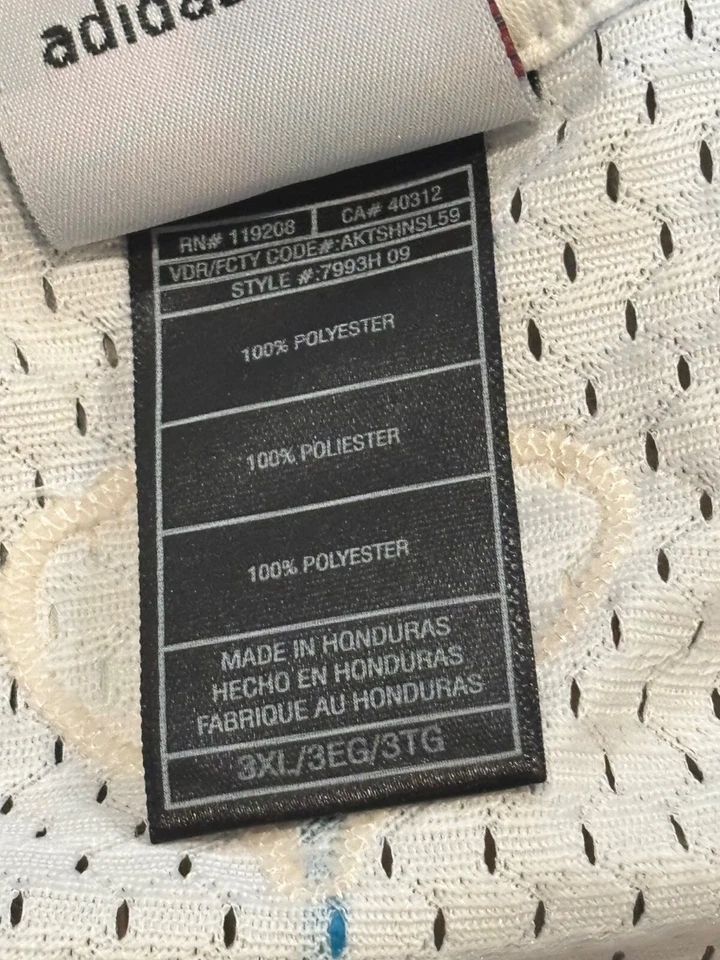 adidas
RN# 119208 CA# 40312
VDR/FCTY CODE#:AKTSHNSL59
STYLE #:7993H 09
100% POLYESTER
100% POLIESTER
100% POLYESTER
MADE IN HONDURAS
HECHO EN HONDURAS
FABRIQUE AU HONDURAS
3XL/3EG/3TG